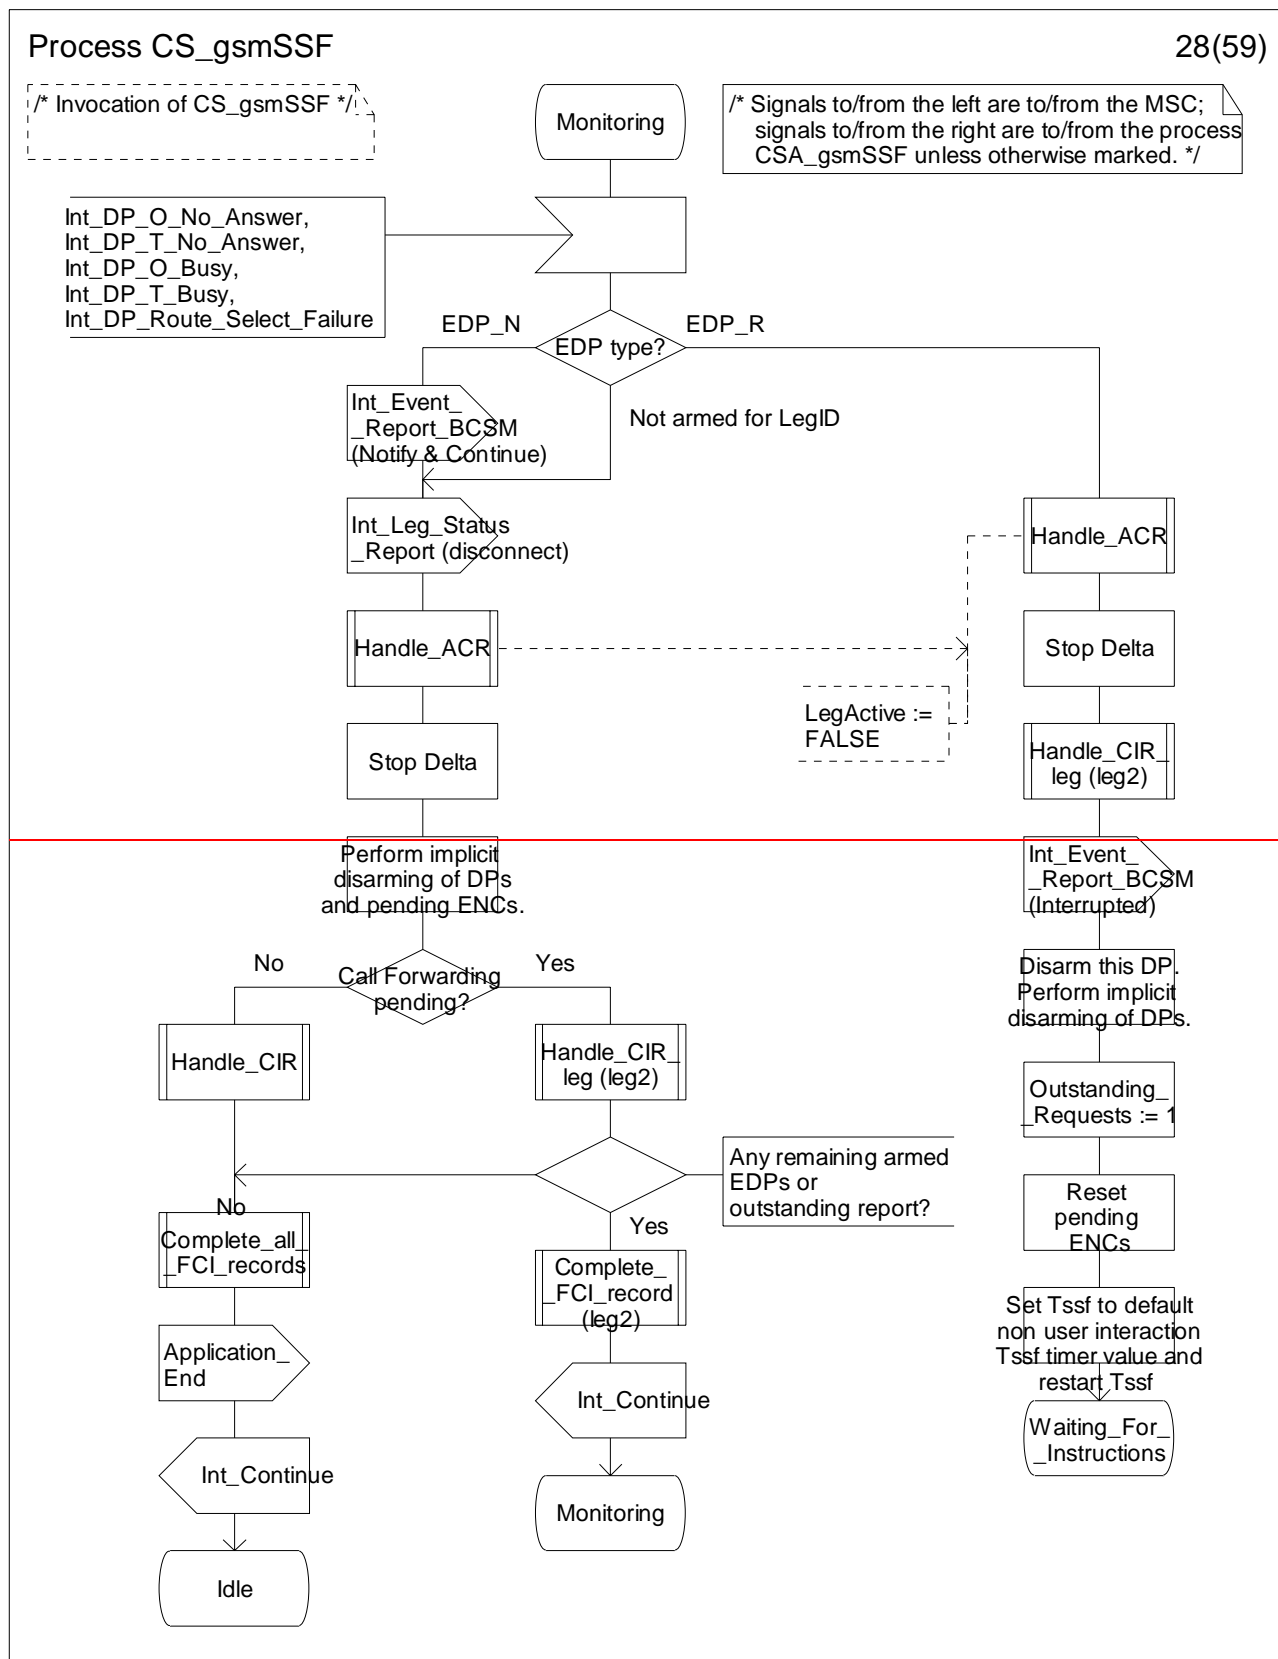 Process CS_gsmSSF
28(59)
/* Invocation of CS_gsmSSF */
Monitoring
/* Signals to/from the left are to/from the MSC;
signals to/from the right are to/from the process
CSA_gsmSSF unless otherwise marked. */
Int_DP_O_No_Answer,
Int_DP_T_No_Answer,
Int_DP_O_Busy,
Int_DP_T_Busy,
Int_DP_Route_Select_Failure
EDP_N
EDP type?
EDP_R
Int_Event_
_Report_BCSM
(Notify & Continue)
Not armed for LegID
Int_Leg_Status
_Report (disconnect)
Handle_ACR
Handle_ACR
Stop Delta
LegActive :=
FALSE
Stop Delta
Handle_CIR_
leg (leg2)
Perform implicit
disarming of DPs
and pending ENCs.
Int_Event_
_Report_BCSM
(Interrupted)
No
Call Forwarding
pending?
Yes
Disarm this DP.
Perform implicit
disarming of DPs.
Handle_CIR
Handle_CIR_
leg (leg2)
Outstanding_
_Requests := 1
Any remaining armed
EDPs or
outstanding report?
No
Yes
Reset
pending
ENCs
Complete_all_
_FCI_records
Complete_
_FCI_record
(leg2)
Set Tssf to default
non user interaction
Tssf timer value and
restart Tssf
Application_
End
Int_Continue
Waiting_For_
_Instructions
Int_Continue
Monitoring
Idle